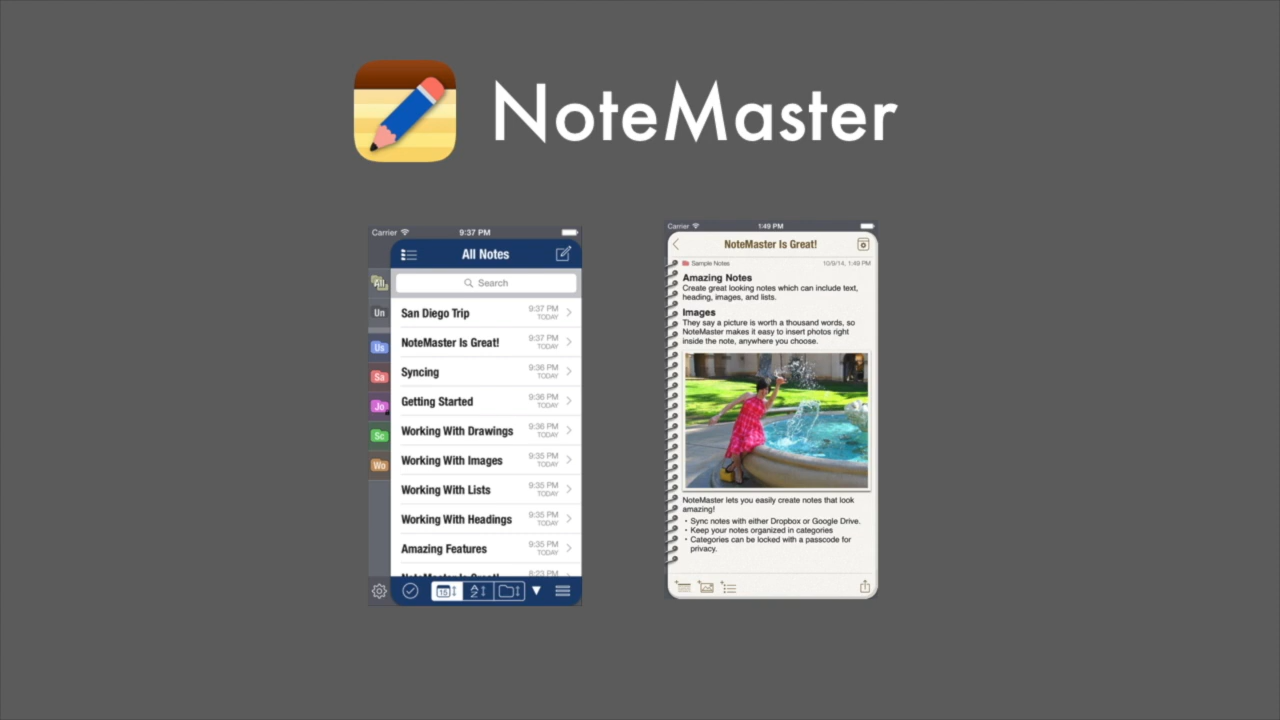 NoteMaster
Carrier 9:37 PM
All Notes
All
Search
Un
San Diego Trip 9:37 PM TODAY
Us
NoteMaster Is Great! 9:37 PM TODAY
Sa
Syncing 9:36 PM TODAY
Jo
Getting Started 9:36 PM TODAY
Sc
Working With Drawings 9:36 PM TODAY
Wo
Working With Images 9:35 PM TODAY
Working With Lists 9:35 PM TODAY
Working With Headings 9:35 PM TODAY
Amazing Features 9:35 PM TODAY
NoteMaster Is Great! 8:23 PM
15
A
Z
Carrier 1:49 PM
NoteMaster Is Great!
Sample Notes 10/9/14, 1:49 PM
Amazing Notes
Create great looking notes which can include text,
heading, images, and lists.
Images
They say a picture is worth a thousand words, so
NoteMaster makes it easy to insert photos right
inside the note, anywhere you choose.
NoteMaster lets you easily create notes that look
amazing!
• Sync notes with either Dropbox or Google Drive.
• Keep your notes organized in categories
• Categories can be locked with a passcode for
privacy.